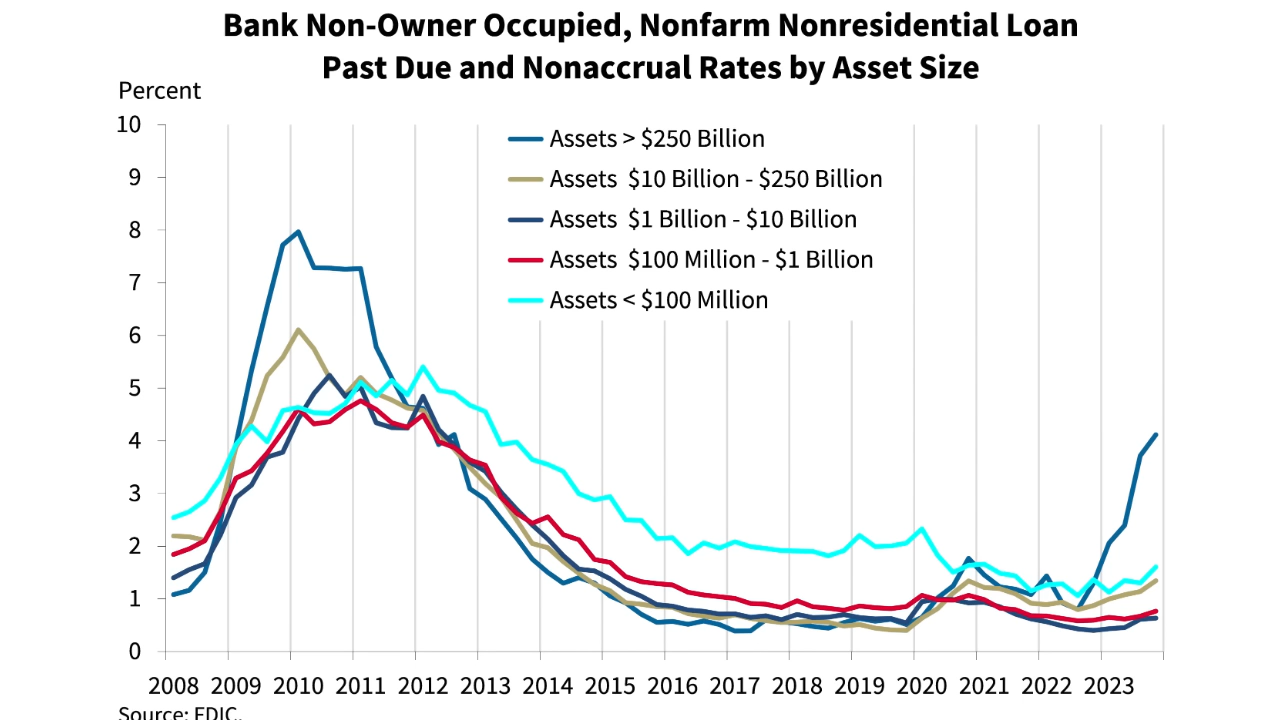 Bank Non-Owner Occupied, Nonfarm Nonresidential Loan
Past Due and Nonaccrual Rates by Asset Size
Percent
10
9
8
7
6
5
4
3
2
1
0
Assets > $250 Billion
Assets $10 Billion - $250 Billion
Assets $1 Billion - $10 Billion
Assets $100 Million - $1 Billion
Assets < $100 Million
2008 2009 2010 2011 2012 2013 2014 2015 2016 2017 2018 2019 2020 2021 2022 2023
Source: FDIC.